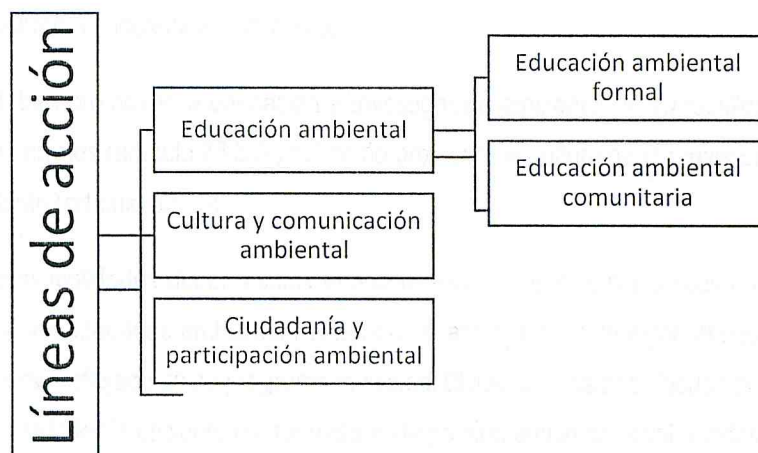 Líneas de acción
Educación ambiental
Educación ambiental
formal
Educación ambiental
comunitaria
Cultura y comunicación
ambiental
Ciudadanía y
participación ambiental